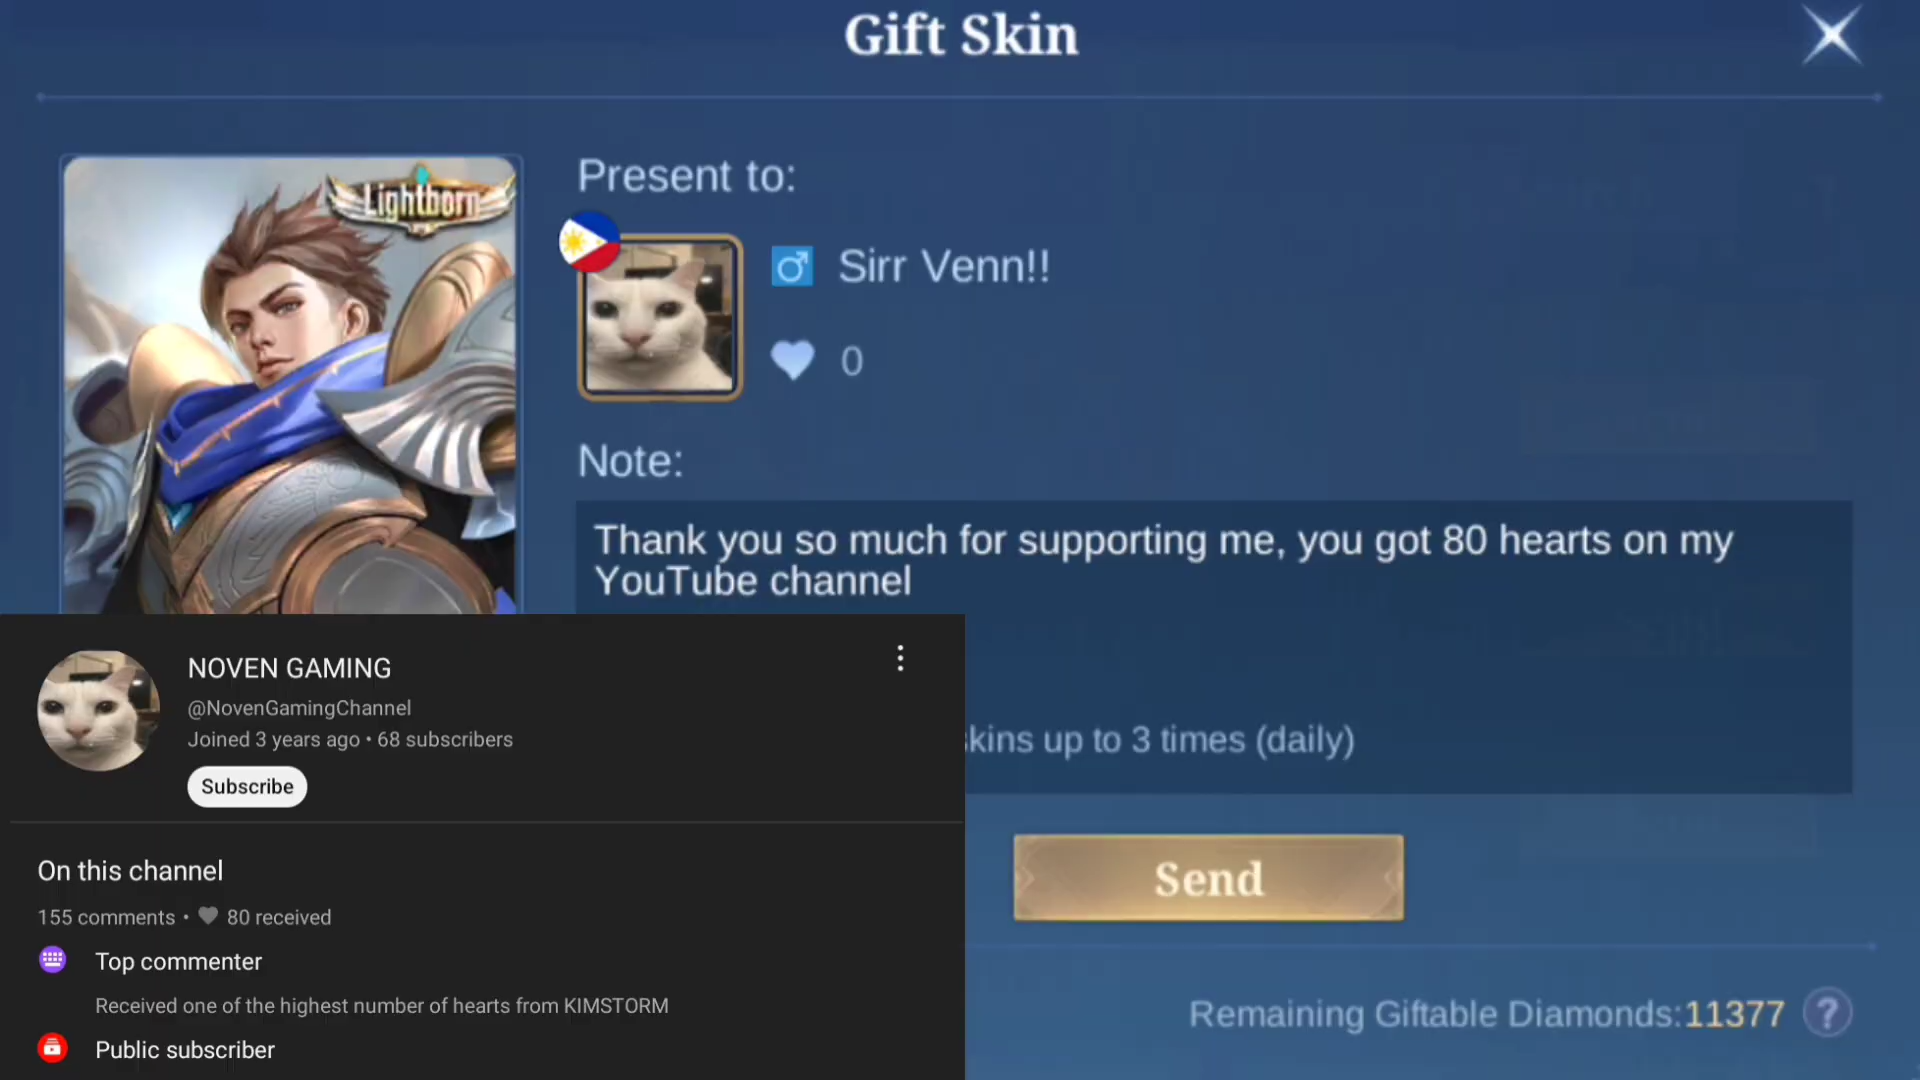 Gift Skin
Lightborn
Present to:
Sirr Venn!!
0
Note:
Thank you so much for supporting me, you got 80 hearts on my
YouTube channel
skins up to 3 times (daily)
Send
Remaining Giftable Diamonds:11377 ?
NOVEN GAMING
@NovenGamingChannel
Joined 3 years ago • 68 subscribers
Subscribe
On this channel
155 comments • 80 received
Top commenter
Received one of the highest number of hearts from KIMSTORM
Public subscriber